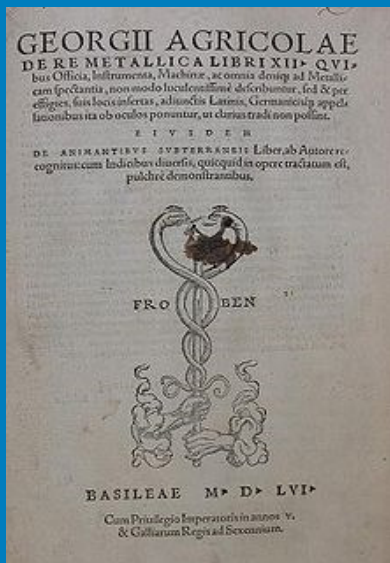 GEORGII AGRICOLAE
DE RE METALLICA LIBRI XII▸ QVI▸
bus Officia, Instrumenta, Machinæ, ac omnia deniq; ad Metalli-
cam spectantia, non modo luculentissimè describuntur, sed & per
effigies, suis locis insertas, adiunctis Latinis, Germanicisq; appel-
lationibus ita ob oculos ponuntur, ut clarius tradi non possint.
EIVSDEM
DE ANIMANTIBVS SVBTERRANEIS Liber, ab Autore re-
cognitus: cum Indicibus diuersis, quicquid in opere tractatum est,
pulchrè demonstrantibus.
FRO BEN
BASILEAE M▸ D▸ LVI▸
Cum Priuilegio Imperatoris in annos V.
& Galliarum Regis ad Sexennium.